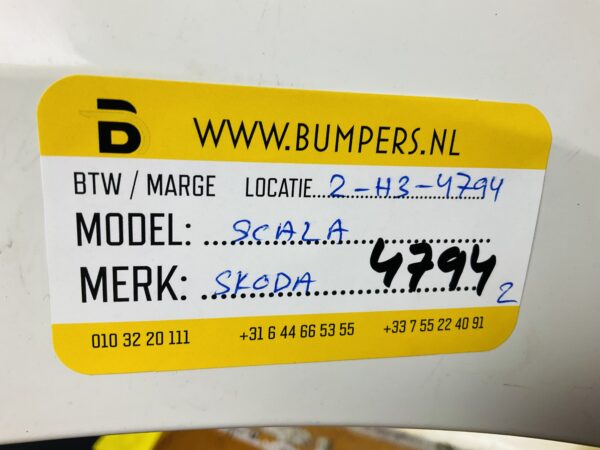 B WWW.BUMPERS.NL
BTW / MARGE LOCATIE 2-H3-4794
MODEL: SCALA
MERK: SKODA 4794 2
010 32 20 111 +31 6 44 66 53 55 +33 7 55 22 40 91